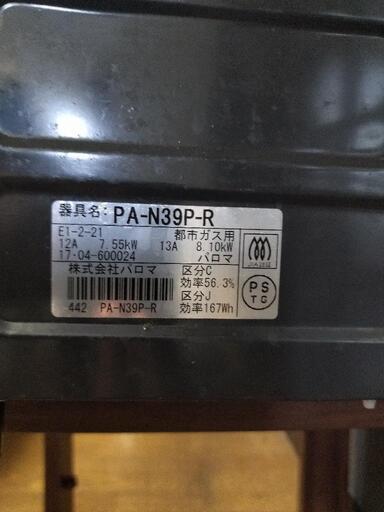 器具名: PA-N39P-R
E1-2-21 都市ガス用
12A 7.55kW 13A 8.10kW
17·04-600024 パロマ
株式会社パロマ 区分C
効率56.3%
区分J
442 PA-N39P-R 効率167Wh
PS
TG